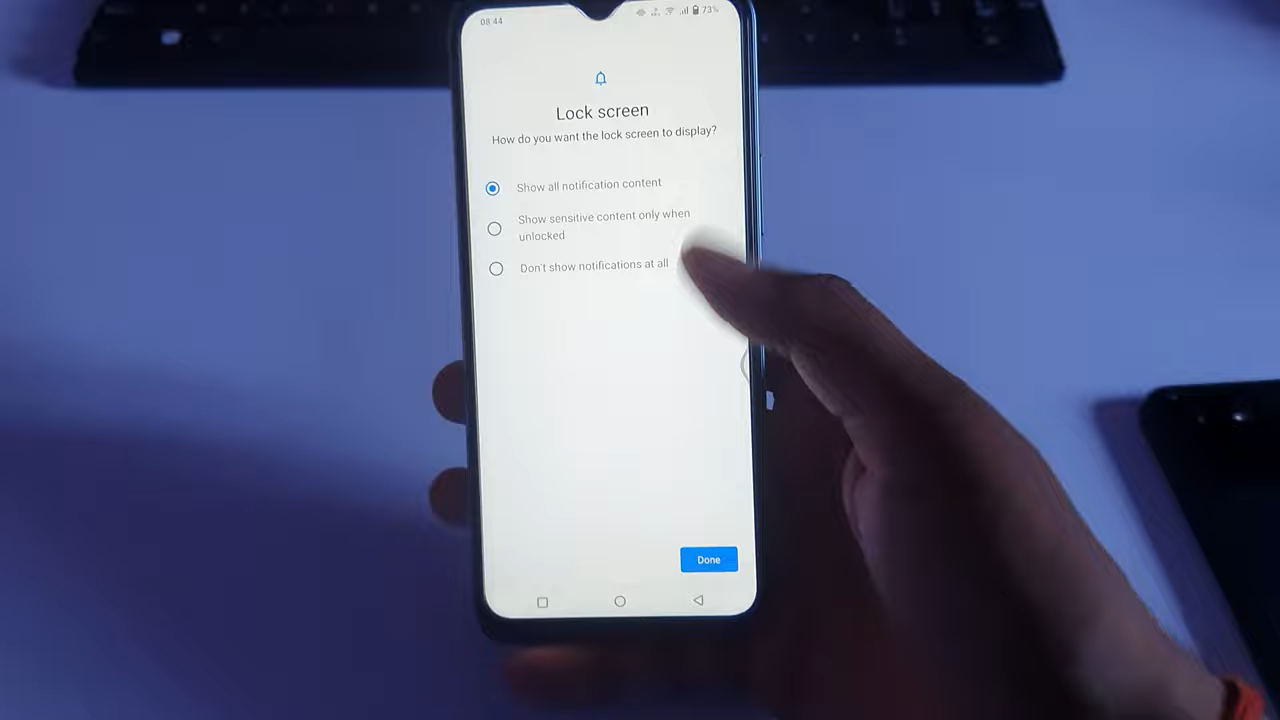 08:44
73%
Lock screen
How do you want the lock screen to display?
Show all notification content
Show sensitive content only when
unlocked
Don't show notifications at all
Done